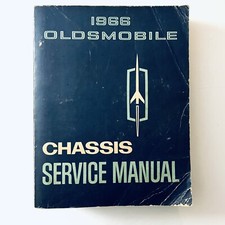 1966
OLDSMOBILE
CHASSIS
SERVICE MANUAL